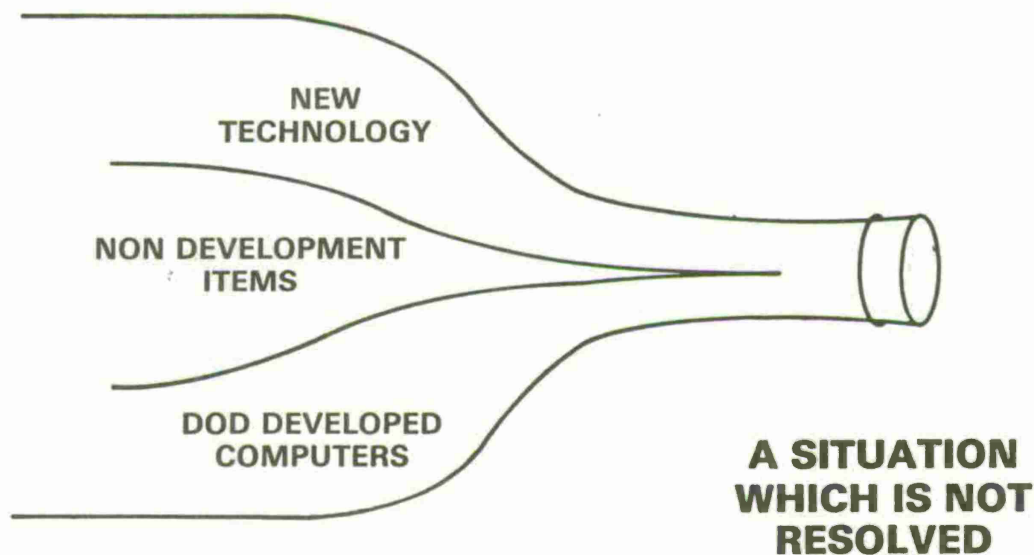 NEW
TECHNOLOGY
NON DEVELOPMENT
ITEMS
DOD DEVELOPED
COMPUTERS
A SITUATION
WHICH IS NOT
RESOLVED